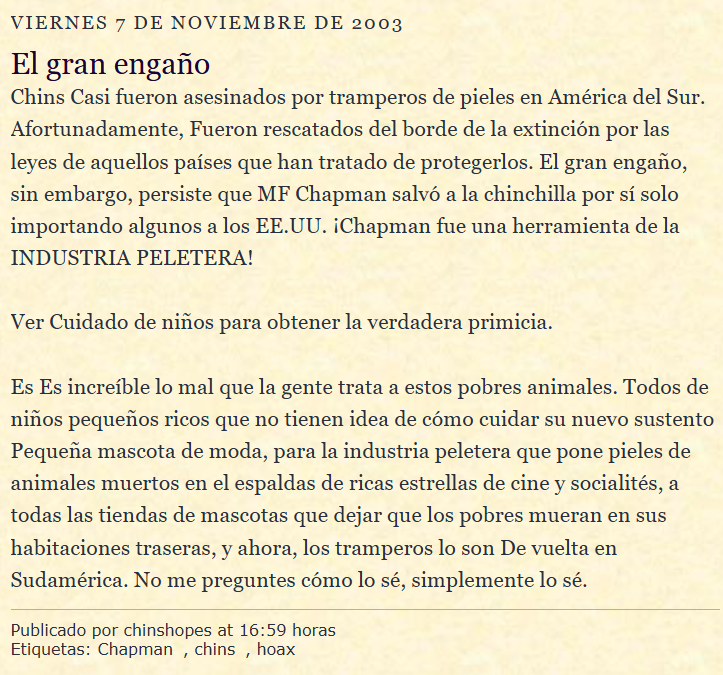 VIERNES 7 DE NOVIEMBRE DE 2003
El gran engaño
Chins Casi fueron asesinados por tramperos de pieles en América del Sur.
Afortunadamente, Fueron rescatados del borde de la extinción por las
leyes de aquellos países que han tratado de protegerlos. El gran engaño,
sin embargo, persiste que MF Chapman salvó a la chinchilla por sí solo
importando algunos a los EE.UU. ¡Chapman fue una herramienta de la
INDUSTRIA PELETERA!
Ver Cuidado de niños para obtener la verdadera primicia.
Es Es increíble lo mal que la gente trata a estos pobres animales. Todos de
niños pequeños ricos que no tienen idea de cómo cuidar su nuevo sustento
Pequeña mascota de moda, para la industria peletera que pone pieles de
animales muertos en el espaldas de ricas estrellas de cine y socialités, a
todas las tiendas de mascotas que dejar que los pobres mueran en sus
habitaciones traseras, y ahora, los tramperos lo son De vuelta en
Sudamérica. No me preguntes cómo lo sé, simplemente lo sé.
Publicado por chinshopes at 16:59 horas
Etiquetas: Chapman , chins , hoax